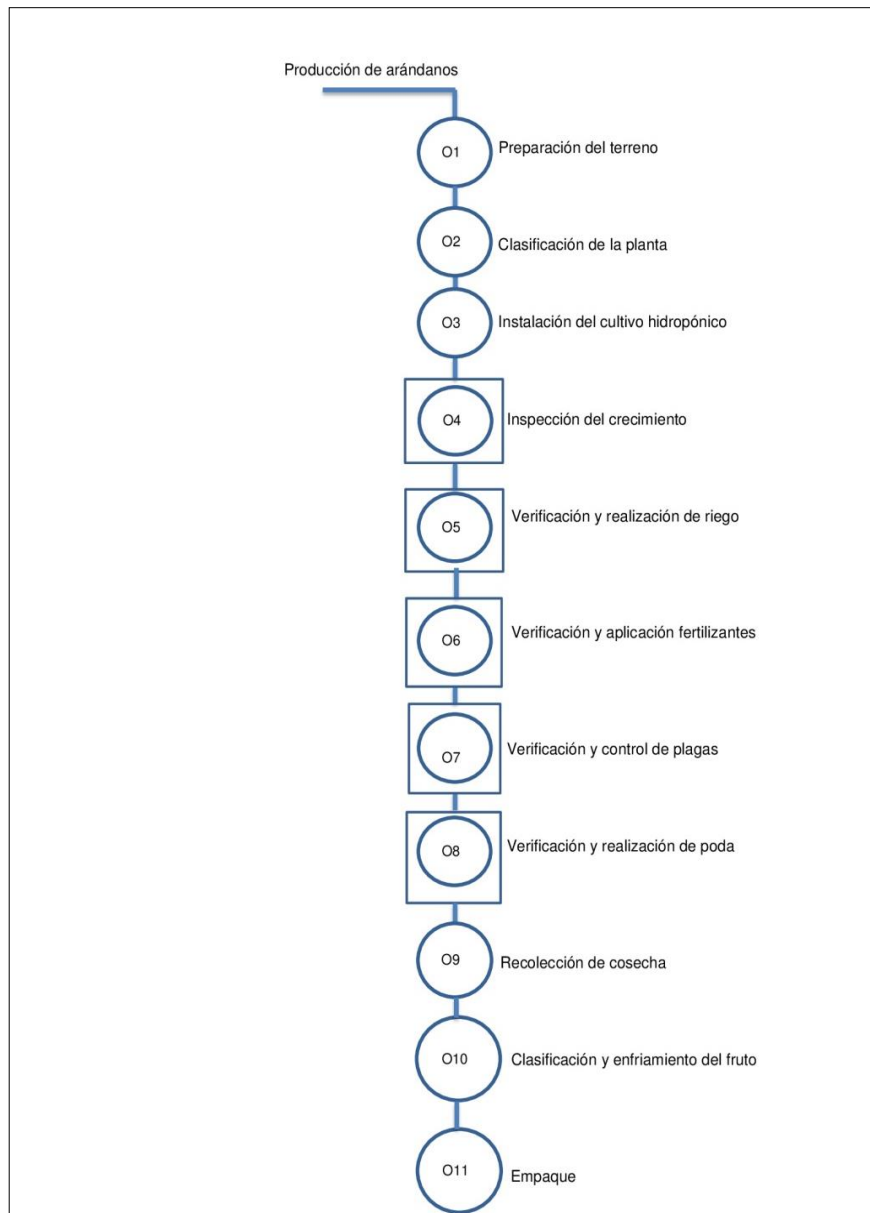 Producción de arándanos
O1 Preparación del terreno
O2 Clasificación de la planta
O3 Instalación del cultivo hidropónico
O4 Inspección del crecimiento
O5 Verificación y realización de riego
O6 Verificación y aplicación fertilizantes
O7 Verificación y control de plagas
O8 Verificación y realización de poda
O9 Recolección de cosecha
O10 Clasificación y enfriamiento del fruto
O11 Empaque